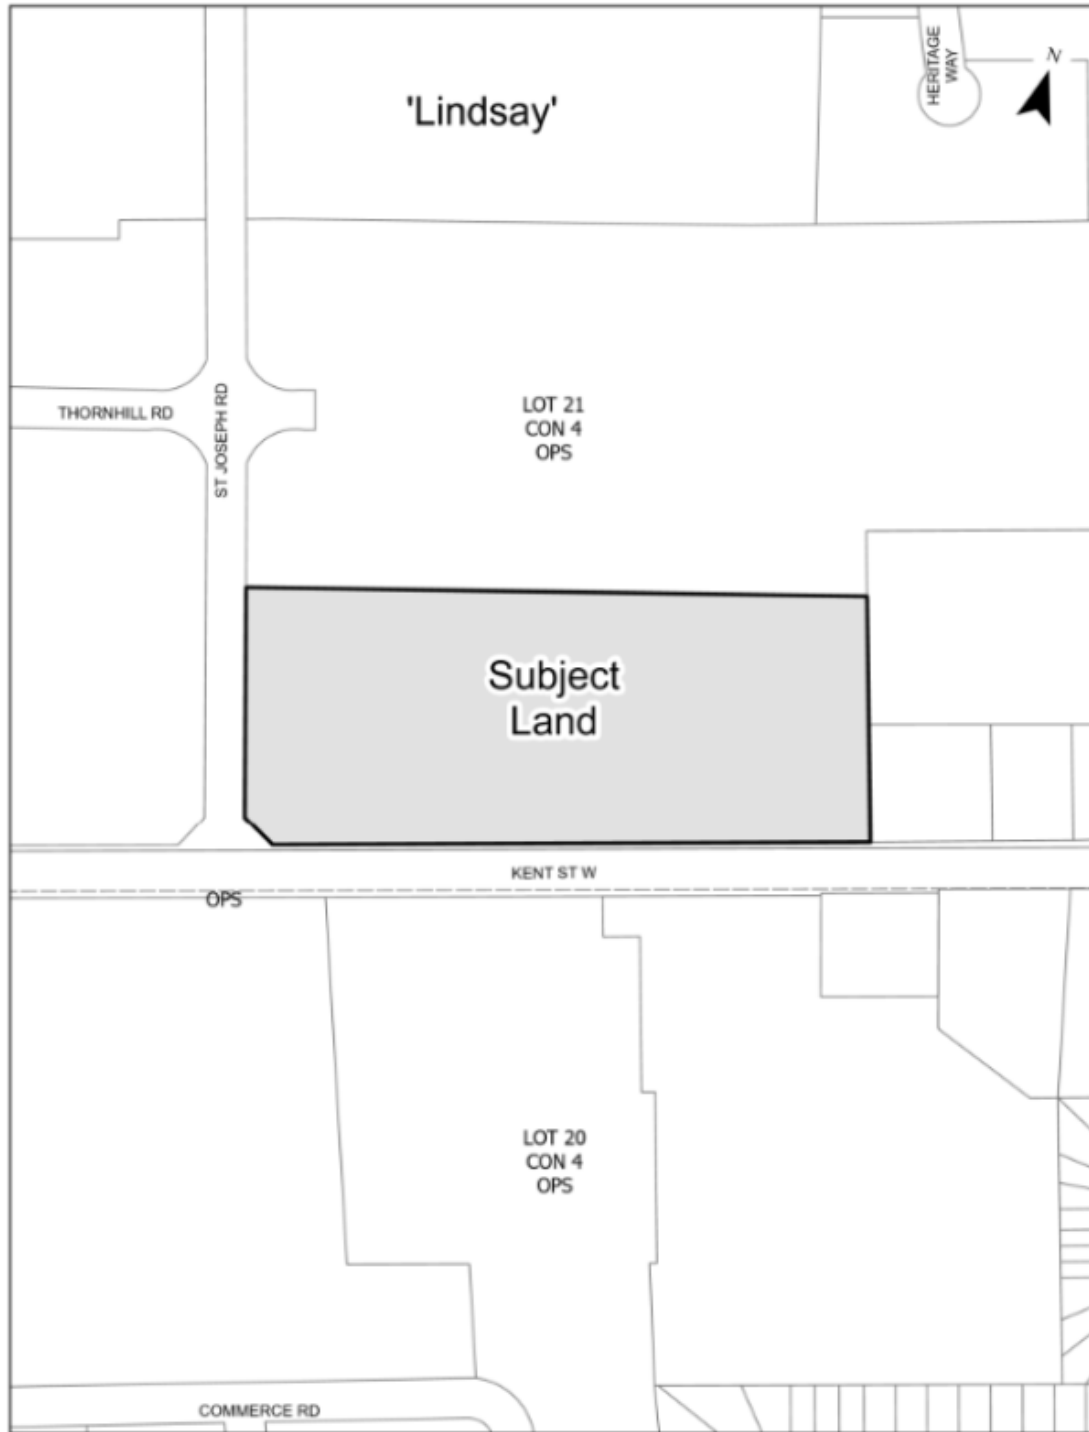 HERITAGE
WAY
N
'Lindsay'
THORNHILL RD
ST JOSEPH RD
LOT 21
CON 4
OPS
Subject
Land
KENT ST W
OPS
LOT 20
CON 4
OPS
COMMERCE RD